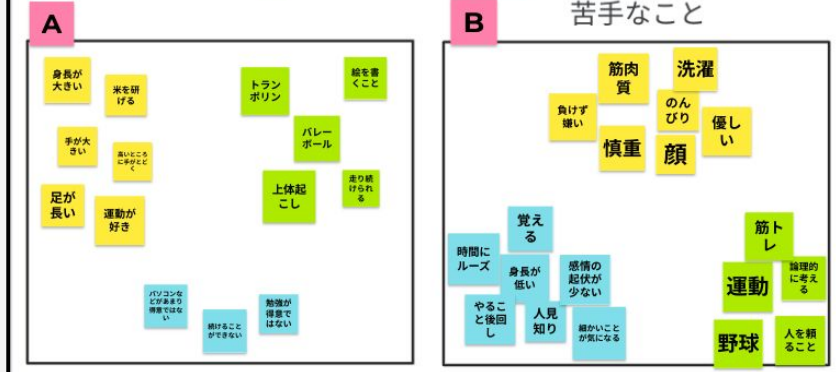 A
身長が
大きい
米を研
げる
手が大
きい
高いところ
に手がとど
く
足が
長い
運動が
好き
トラン
ポリン
絵を書
くこと
バレー
ボール
上体起
こし
走り続
けられ
る
パソコンな
どがあまり
得意ではな
い
続けること
ができない
勉強が
得意で
はない
B
苦手なこと
筋肉
質
洗濯
負けず
嫌い
のん
びり
優し
い
慎重
顔
覚え
る
時間に
ルーズ
身長が
低い
感情の
起伏が
少ない
やるこ
と後回
し
人見
知り
細かいこと
が気になる
筋ト
レ
運動
論理的
に考え
る
野球
人を頼
ること